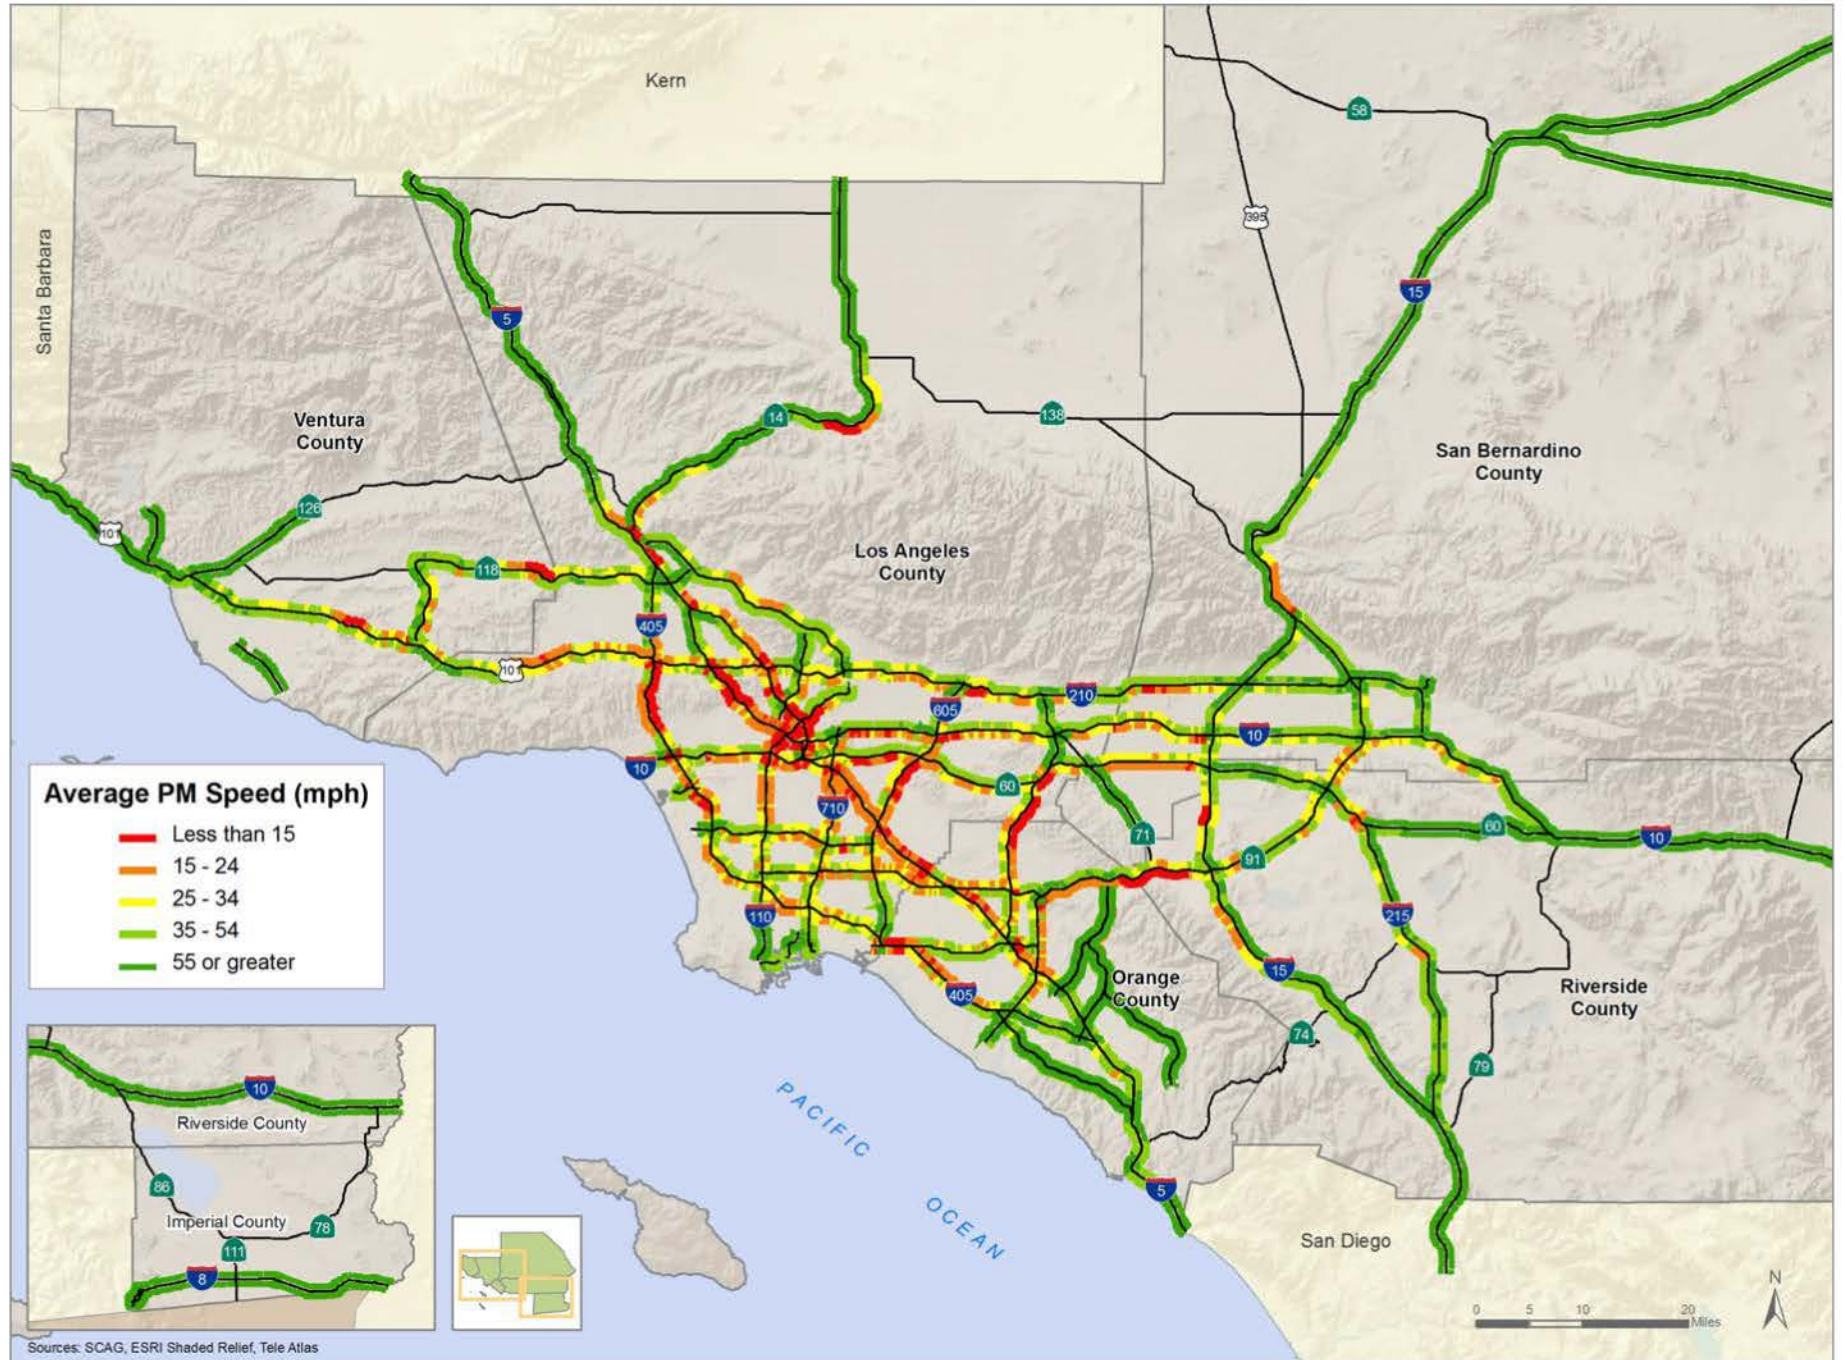 Kern
58
Santa Barbara
395
15
5
Ventura
County
14
138
San Bernardino
County
126
101
Los Angeles
County
118
405
101
605
210
10
10
60
710
71
60
10
91
110
215
Orange
County
15
405
Riverside
County
74
79
5
San Diego
PACIFIC
OCEAN
Average PM Speed (mph)
Less than 15
15 - 24
25 - 34
35 - 54
55 or greater
10
Riverside County
86
Imperial County
78
111
8
N
0 5 10 20
Miles
Sources: SCAG, ESRI Shaded Relief, Tele Atlas